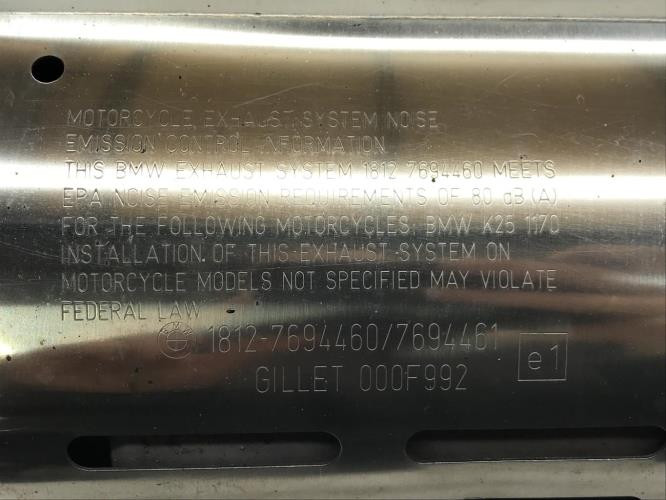 MOTORCYCLE EXHAUST SYSTEM NOISE
EMISSION CONTROL INFORMATION
THIS BMW EXHAUST SYSTEM 1812 7694460 MEETS
EPA NOISE EMISSION REQUIREMENTS OF 80 dB(A)
FOR THE FOLLOWING MOTORCYCLES: BMW K25 1170
INSTALLATION OF THIS EXHAUST SYSTEM ON
MOTORCYCLE MODELS NOT SPECIFIED MAY VIOLATE
FEDERAL LAW
1812-7694460/7694461
GILLET 000F992
e1